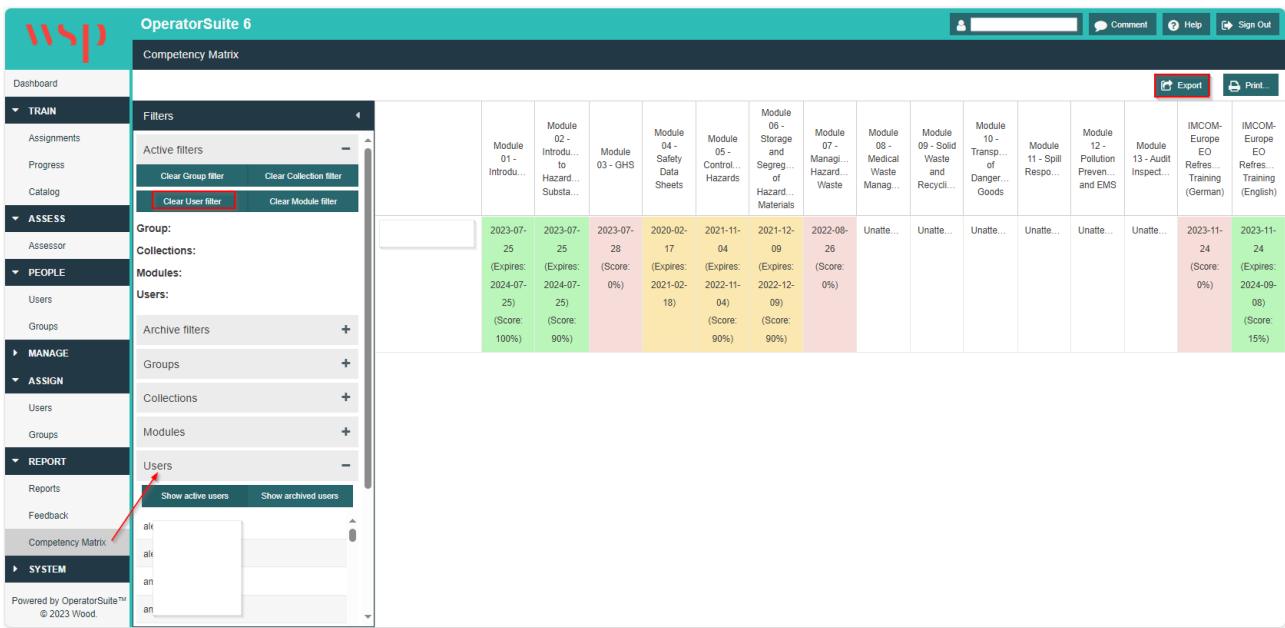 wsp
OperatorSuite 6
Comment
Help
Sign Out
Competency Matrix
Export
Print...
Dashboard
TRAIN
Assignments
Progress
Catalog
ASSESS
Assessor
PEOPLE
Users
Groups
MANAGE
ASSIGN
Users
Groups
REPORT
Reports
Feedback
Competency Matrix
SYSTEM
Powered by OperatorSuite™
© 2023 Wood.
Filters
Active filters
Clear Group filter
Clear Collection filter
Clear User filter
Clear Module filter
Group:
Collections:
Modules:
Users:
Archive filters
Groups
Collections
Modules
Users
Show active users
Show archived users
ale
ale
an
an
Module
01 -
Introdu...
Module
02 -
Introdu...
to
Hazard...
Substa...
Module
03 - GHS
Module
04 -
Safety
Data
Sheets
Module
05 -
Control...
Hazards
Module
06 -
Storage
and
Segreg...
of
Hazard...
Materials
Module
07 -
Managi...
Hazard...
Waste
Module
08 -
Medical
Waste
Manag...
Module
09 - Solid
Waste
and
Recycli...
Module
10 -
Transp...
of
Danger...
Goods
Module
11 - Spill
Respo...
Module
12 -
Pollution
Preven...
and EMS
Module
13 - Audit
Inspect...
IMCOM-
Europe
EO
Refres...
Training
(German)
IMCOM-
Europe
EO
Refres...
Training
(English)
2023-07-
25
(Expires:
2024-07-
25)
(Score:
100%)
2023-07-
25
(Expires:
2024-07-
25)
(Score:
90%)
2023-07-
28
(Score:
0%)
2020-02-
17
(Expires:
2021-02-
18)
2021-11-
04
(Expires:
2022-11-
04)
(Score:
90%)
2021-12-
09
(Expires:
2022-12-
09)
(Score:
90%)
2022-08-
26
(Score:
0%)
Unatte...
Unatte...
Unatte...
Unatte...
Unatte...
Unatte...
2023-11-
24
(Score:
0%)
2023-11-
24
(Expires:
2024-09-
08)
(Score:
15%)